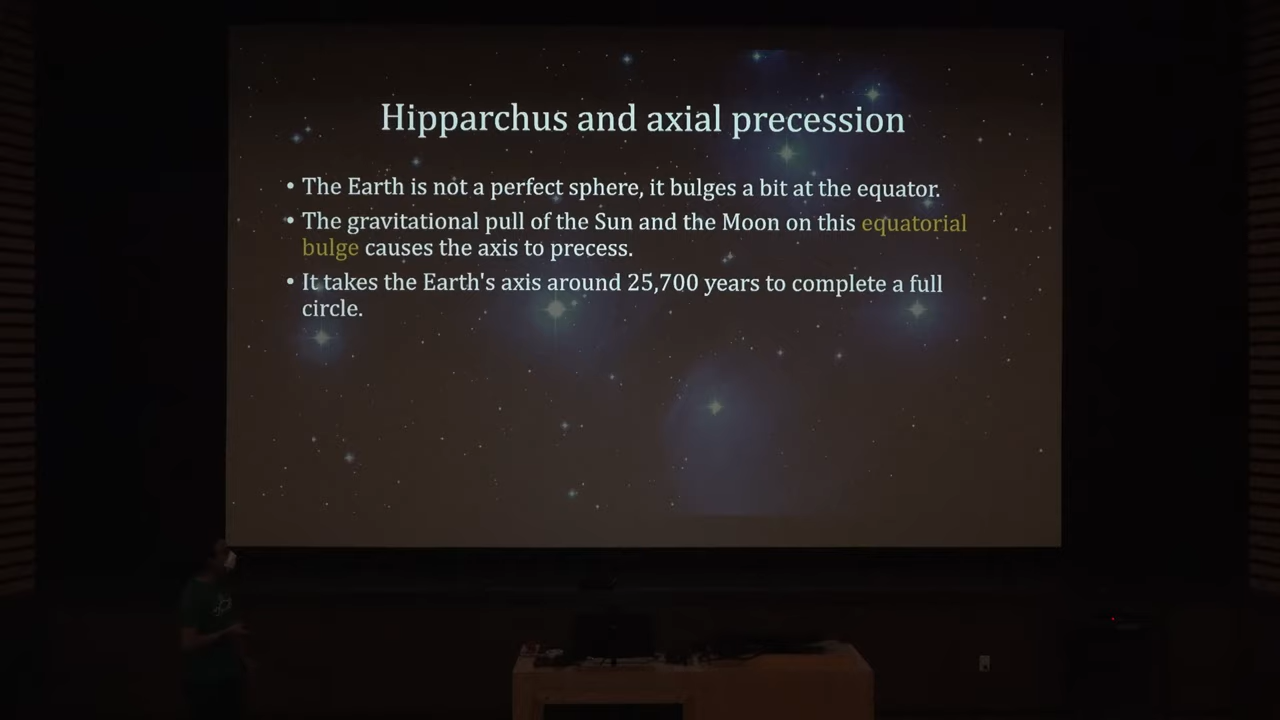 Hipparchus and axial precession
• The Earth is not a perfect sphere, it bulges a bit at the equator.
• The gravitational pull of the Sun and the Moon on this equatorial
bulge causes the axis to precess.
• It takes the Earth's axis around 25,700 years to complete a full
circle.